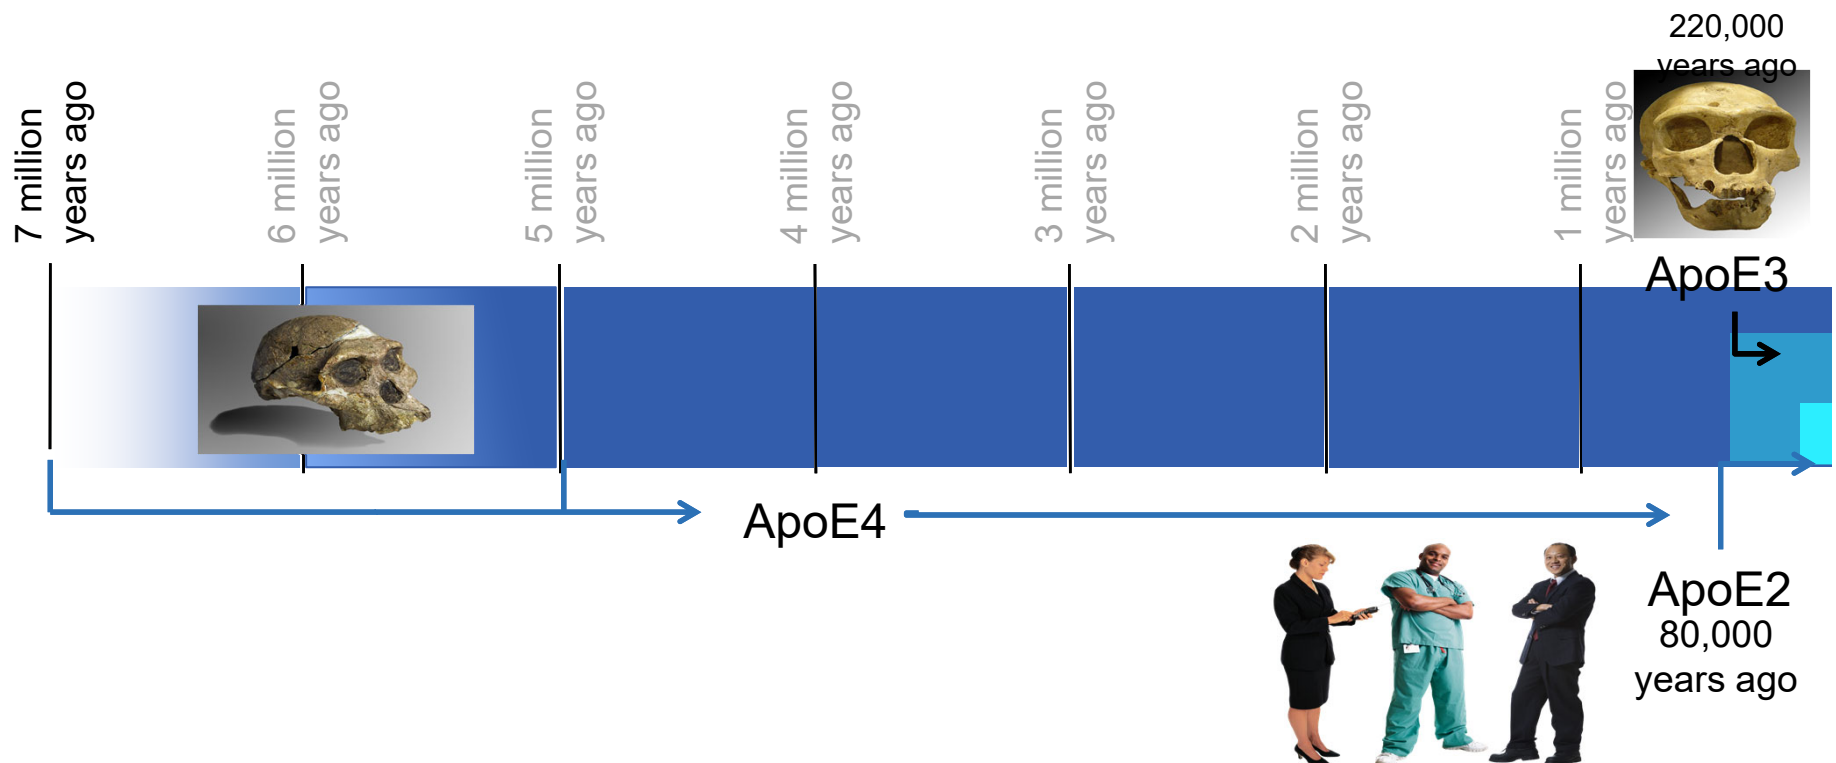 7 million
years ago
6 million
years ago
5 million
years ago
4 million
years ago
3 million
years ago
2 million
years ago
1 million
years ago
220,000
years ago
ApoE3
ApoE4
ApoE2
80,000
years ago